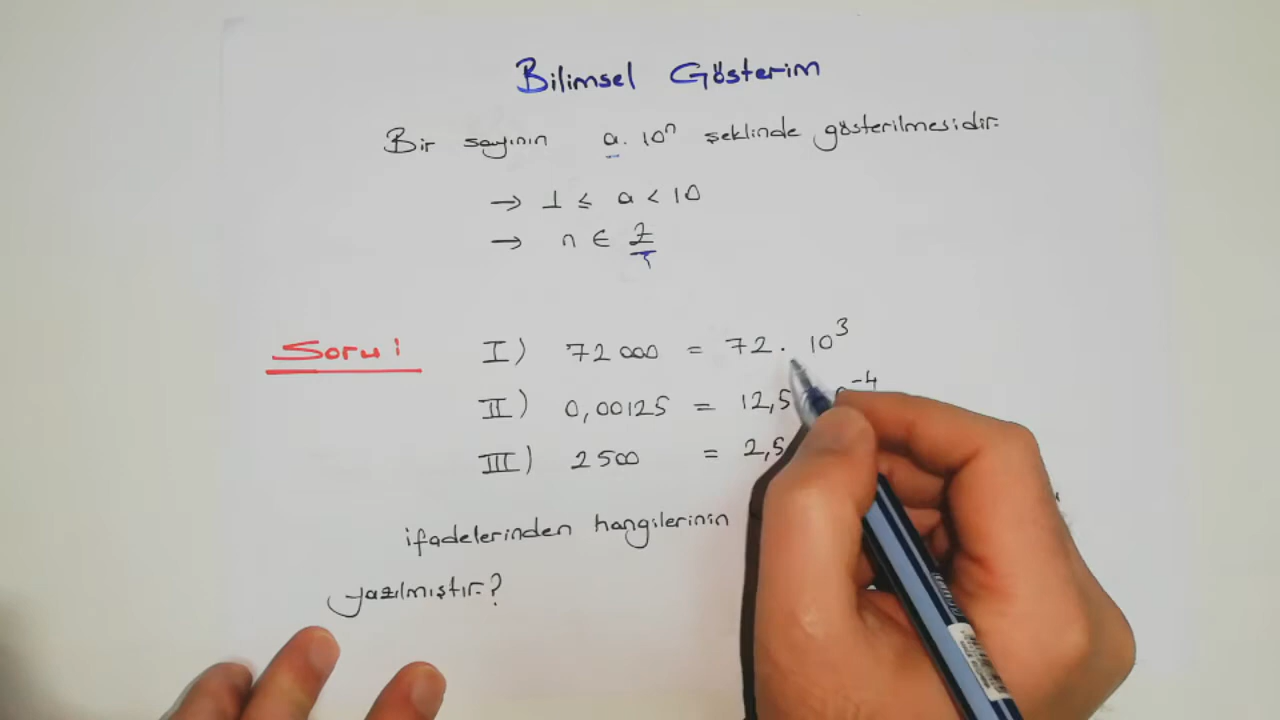 Bilimsel Gösterim
Bir sayının a. 10ⁿ şeklinde gösterilmesidir.
→ 1 ≤ a < 10
→ n ∈ Z
Soru:
I) 72 000 = 72 . 10³
II) 0,00125 = 12,5 ⁻⁴
III) 2500 = 2,5
ifadelerinden hangilerinin
yazılmıştır.?